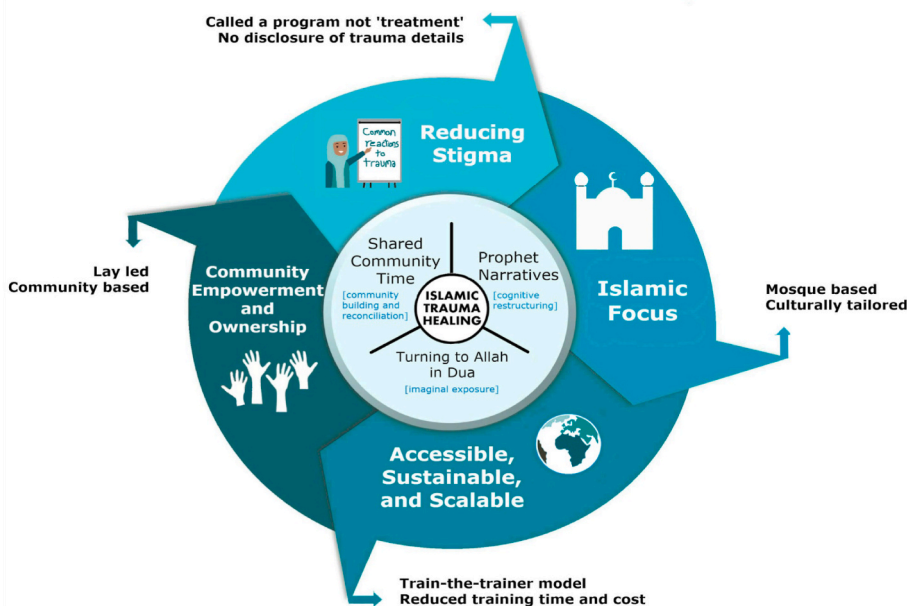 Called a program not 'treatment'
No disclosure of trauma details
Reducing
Stigma
Common
reactions
to
trauma
Islamic
Focus
Mosque based
Culturally tailored
Accessible,
Sustainable,
and Scalable
Train-the-trainer model
Reduced training time and cost
Community
Empowerment
and
Ownership
Lay led
Community based
Shared
Community
Time
[community
building and
reconciliation]
Prophet
Narratives
[cognitive
restructuring]
ISLAMIC
TRAUMA
HEALING
Turning to Allah
in Dua
[imaginal exposure]